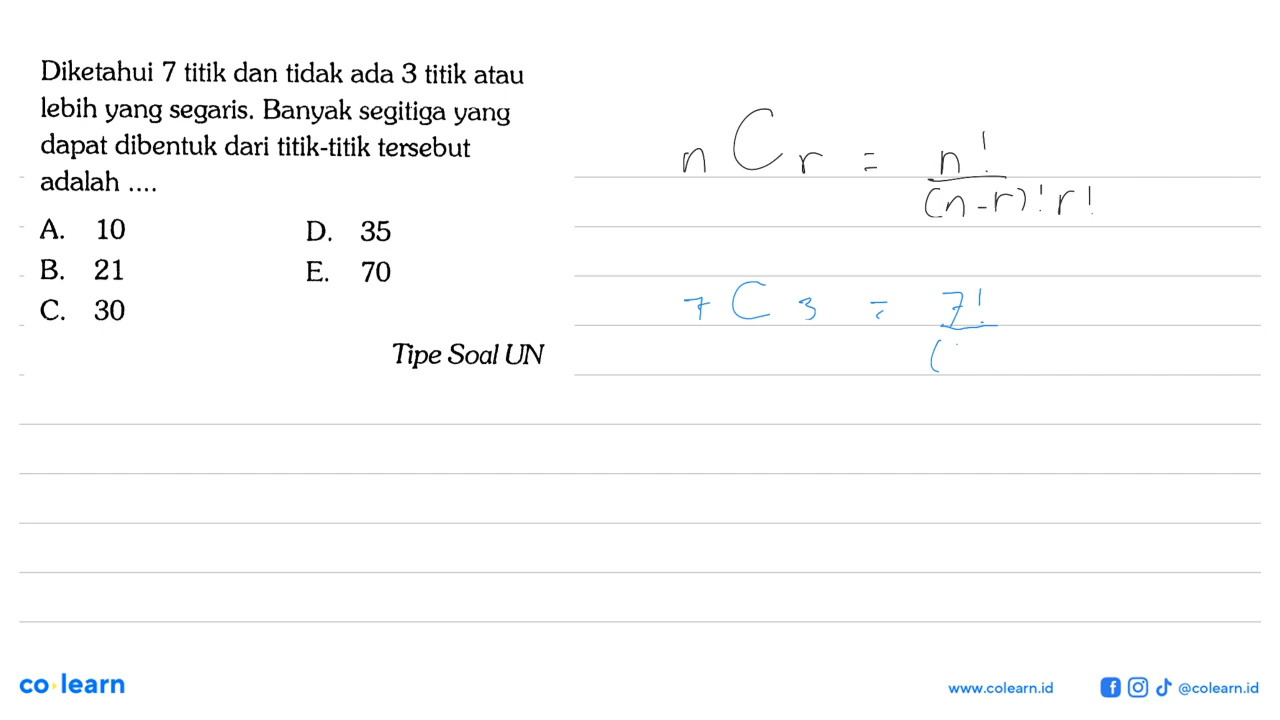 Diketahui 7 titik dan tidak ada 3 titik atau
lebih yang segaris. Banyak segitiga yang
dapat dibentuk dari titik-titik tersebut
adalah ....
A. 10
B. 21
C. 30
D. 35
E. 70
Tipe Soal UN
n C r = n! / (n-r)! r!
7 C 3 = 7! / (
co learn
www.colearn.id
@colearn.id